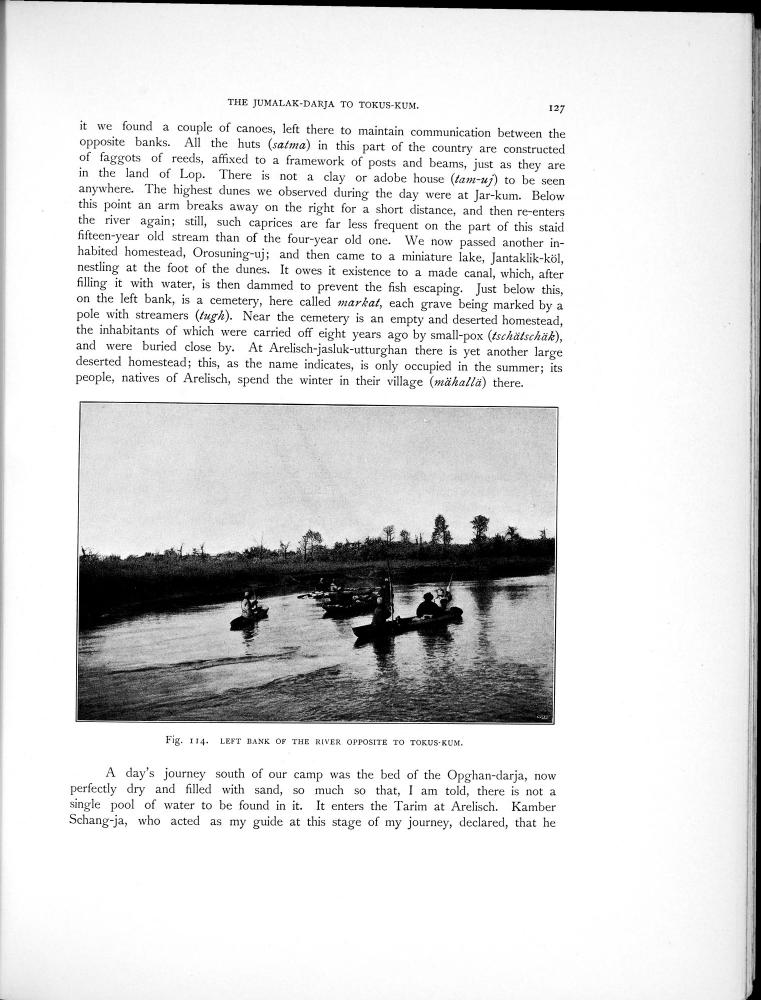 THE JUMALAK-DARJA TO TOKUS-KUM. 127
it we found a couple of canoes, left there to maintain communication between the
opposite banks. All the huts (satma) in this part of the country are constructed
of faggots of reeds, affixed to a framework of posts and beams, just as they are
in the land of Lop. There is not a clay or adobe house (tam-uj) to be seen
anywhere. The highest dunes we observed during the day were at Jar-kum. Below
this point an arm breaks away on the right for a short distance, and then re-enters
the river again; still, such caprices are far less frequent on the part of this staid
fifteen-year old stream than of the four-year old one. We now passed another in-
habited homestead, Orosuning-uj; and then came to a miniature lake, Jantaklik-köl,
nestling at the foot of the dunes. It owes it existence to a made canal, which, after
filling it with water, is then dammed to prevent the fish escaping. Just below this,
on the left bank, is a cemetery, here called markat, each grave being marked by a
pole with streamers (tugh). Near the cemetery is an empty and deserted homestead,
the inhabitants of which were carried off eight years ago by small-pox (tschätschäk),
and were buried close by. At Arelisch-jasluk-utturghan there is yet another large
deserted homestead; this, as the name indicates, is only occupied in the summer; its
people, natives of Arelisch, spend the winter in their village (mähallä) there.
Fig. 114. LEFT BANK OF THE RIVER OPPOSITE TO TOKUS-KUM.
A day's journey south of our camp was the bed of the Opghan-darja, now
perfectly dry and filled with sand, so much so that, I am told, there is not a
single pool of water to be found in it. It enters the Tarim at Arelisch. Kamber
Schang-ja, who acted as my guide at this stage of my journey, declared, that he